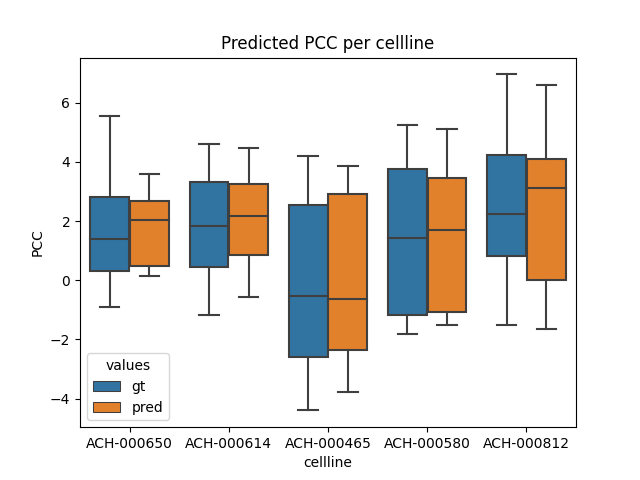 Predicted PCC per cellline
PCC
6
4
2
0
−2
−4
values
gt
pred
ACH-000650 ACH-000614 ACH-000465 ACH-000580 ACH-000812
cellline